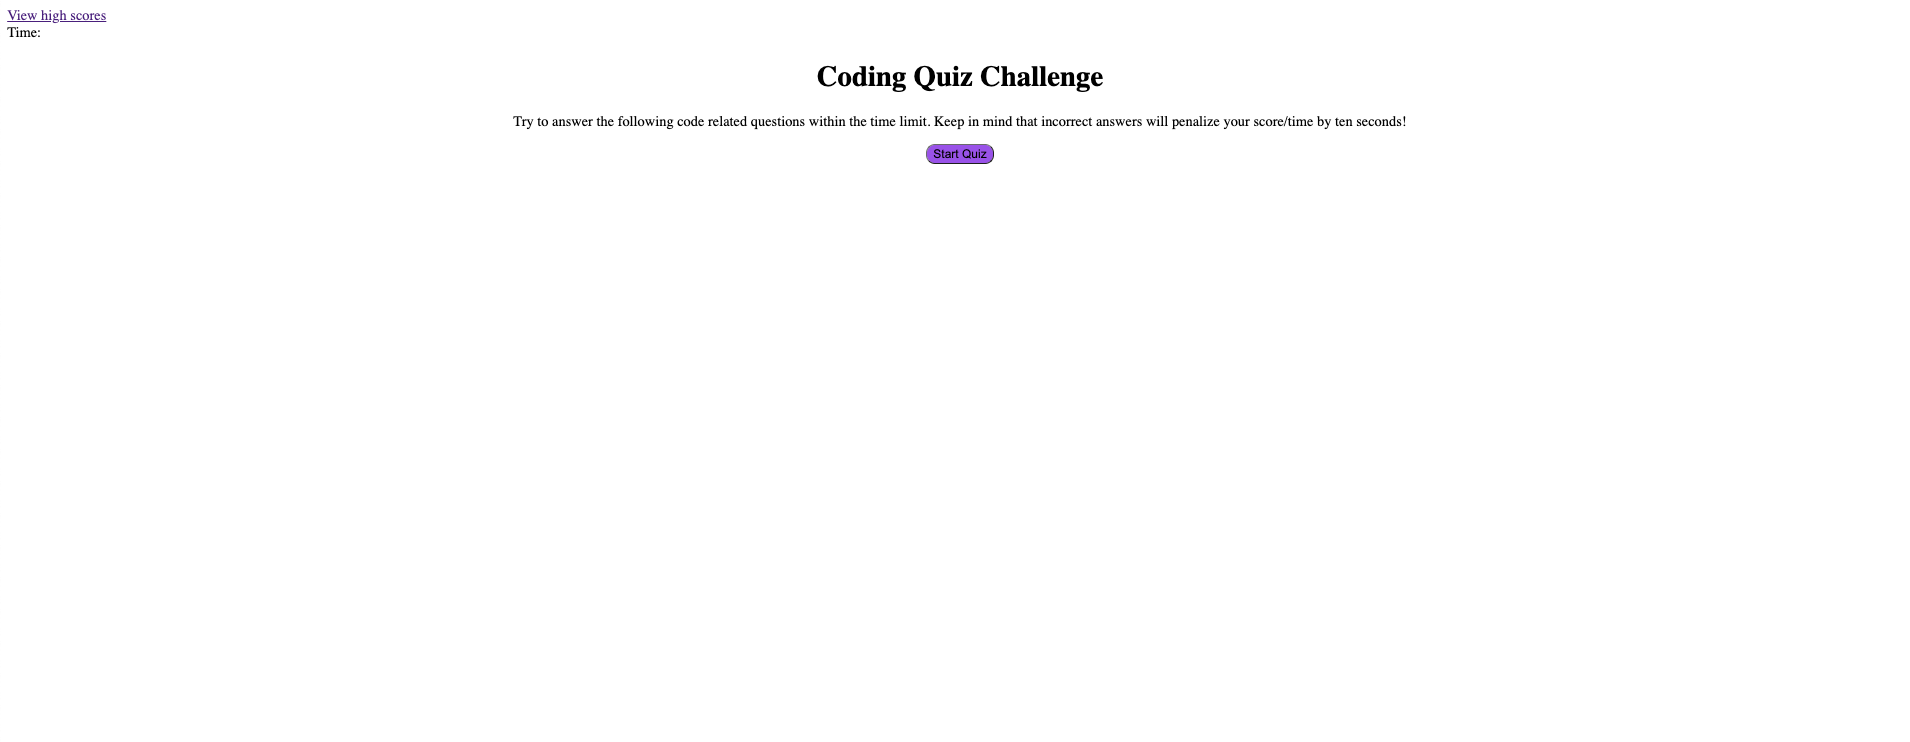 View high scores
Time:
Coding Quiz Challenge
Try to answer the following code related questions within the time limit. Keep in mind that incorrect answers will penalize your score/time by ten seconds!
Start Quiz